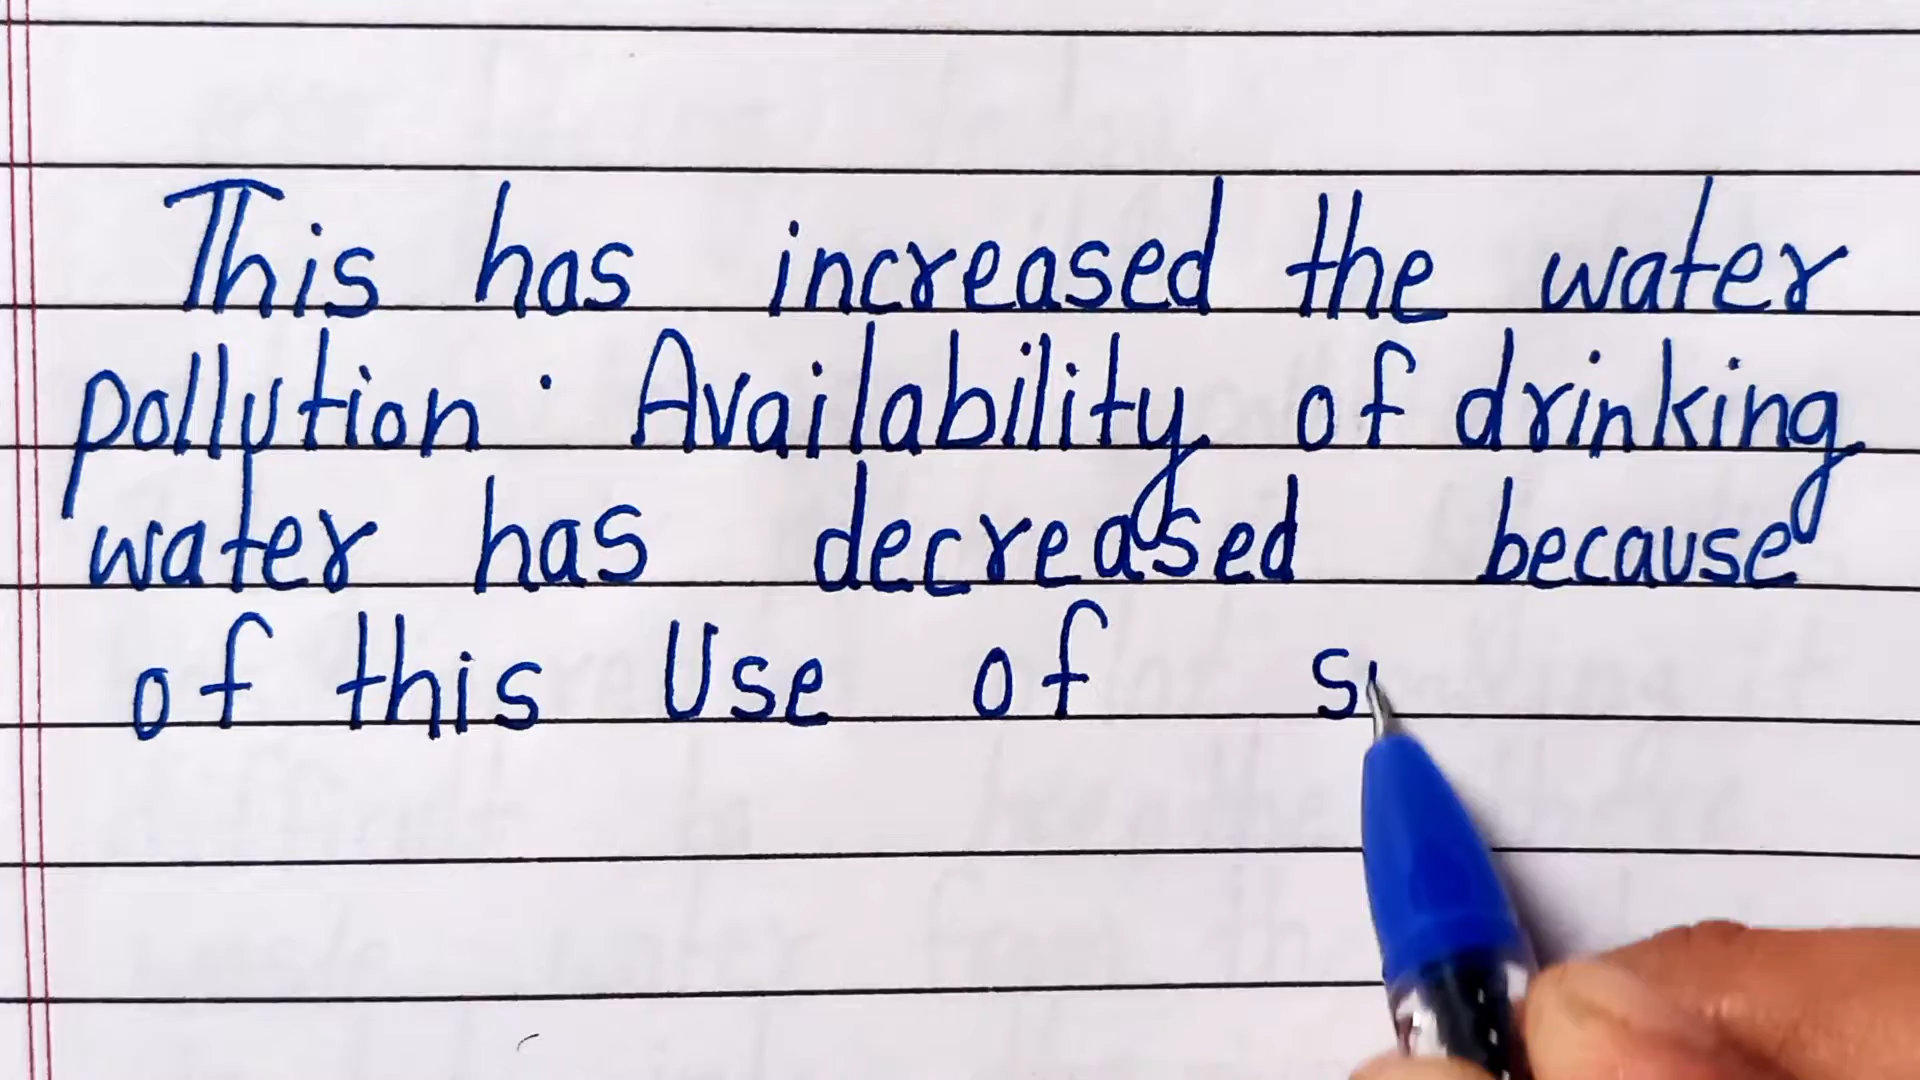 This has increased the water
pollution. Availability of drinking
water has decreased because
of this Use of s